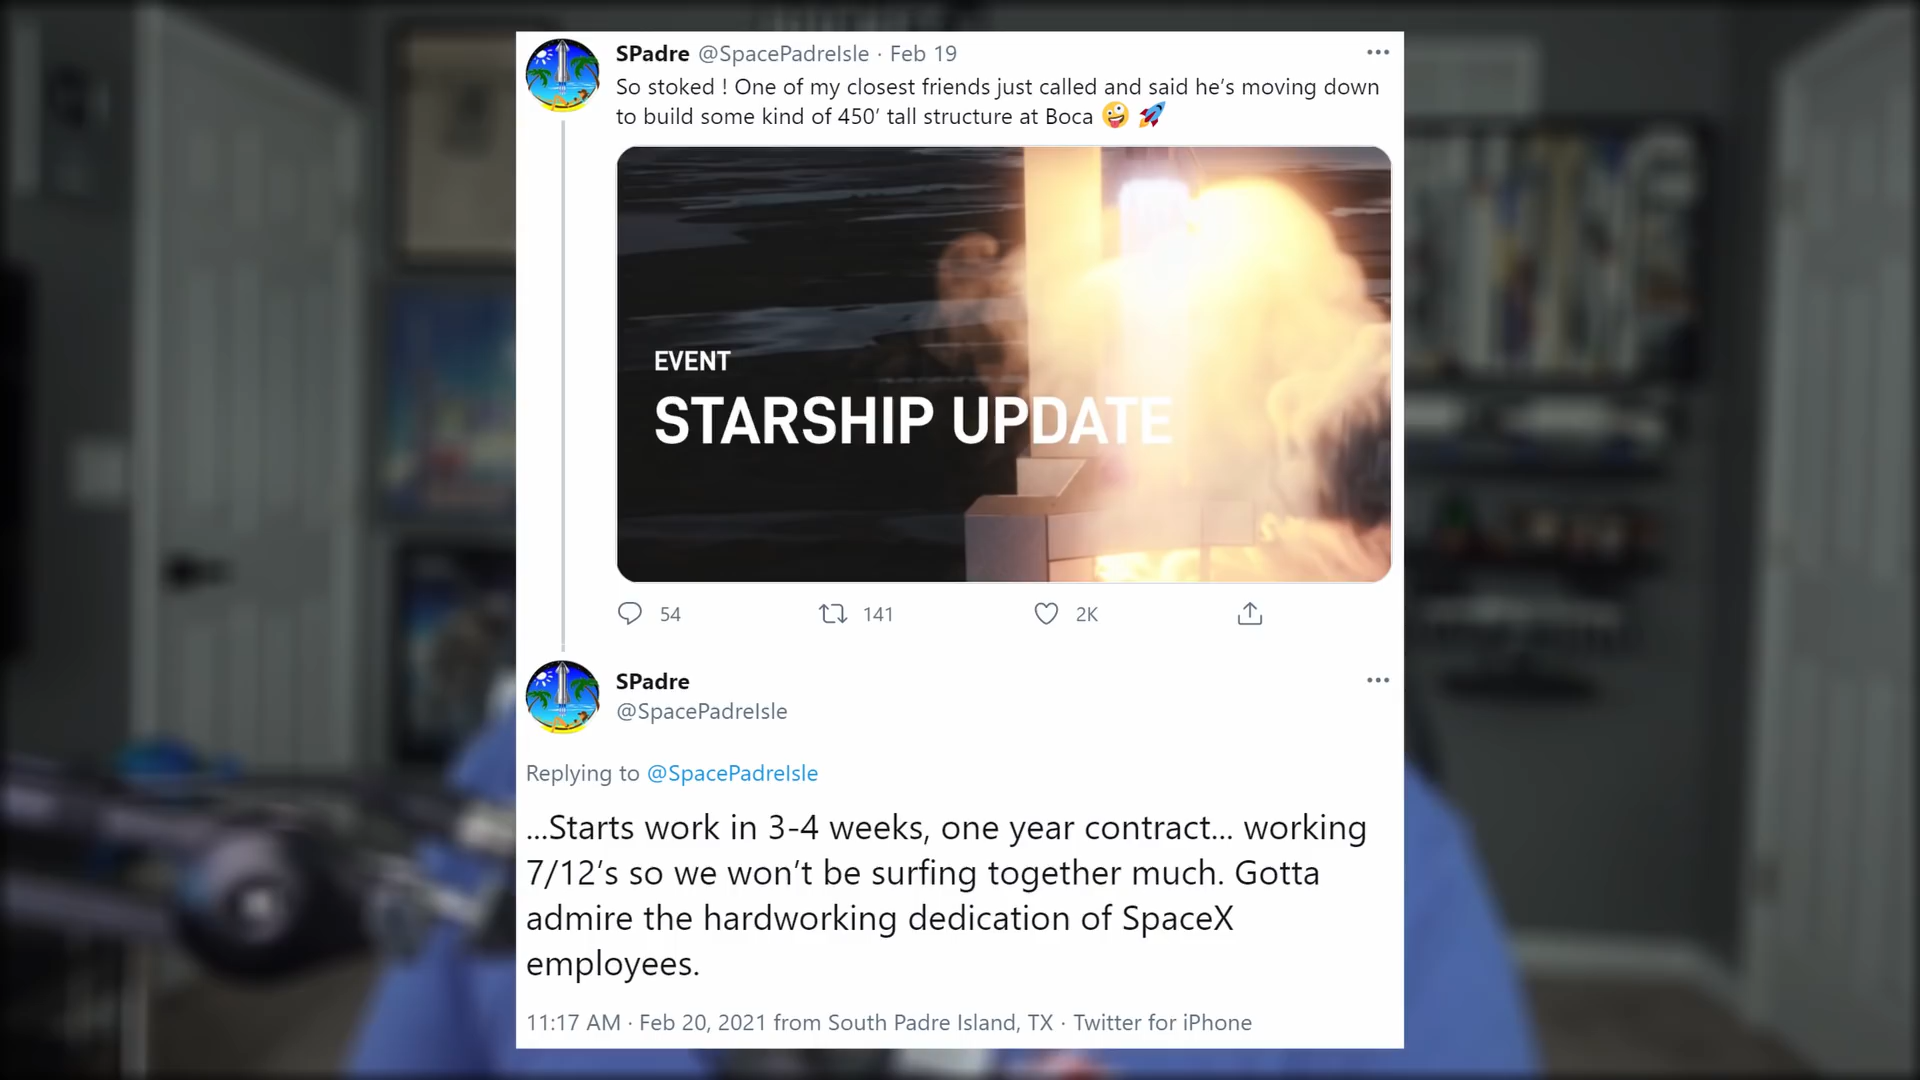 SPadre @SpacePadreIsle · Feb 19
So stoked ! One of my closest friends just called and said he’s moving down
to build some kind of 450’ tall structure at Boca 🤪 🚀
EVENT
STARSHIP UPDATE
54 141 2K
SPadre
@SpacePadreIsle
Replying to @SpacePadreIsle
...Starts work in 3-4 weeks, one year contract... working
7/12’s so we won’t be surfing together much. Gotta
admire the hardworking dedication of SpaceX
employees.
11:17 AM · Feb 20, 2021 from South Padre Island, TX · Twitter for iPhone